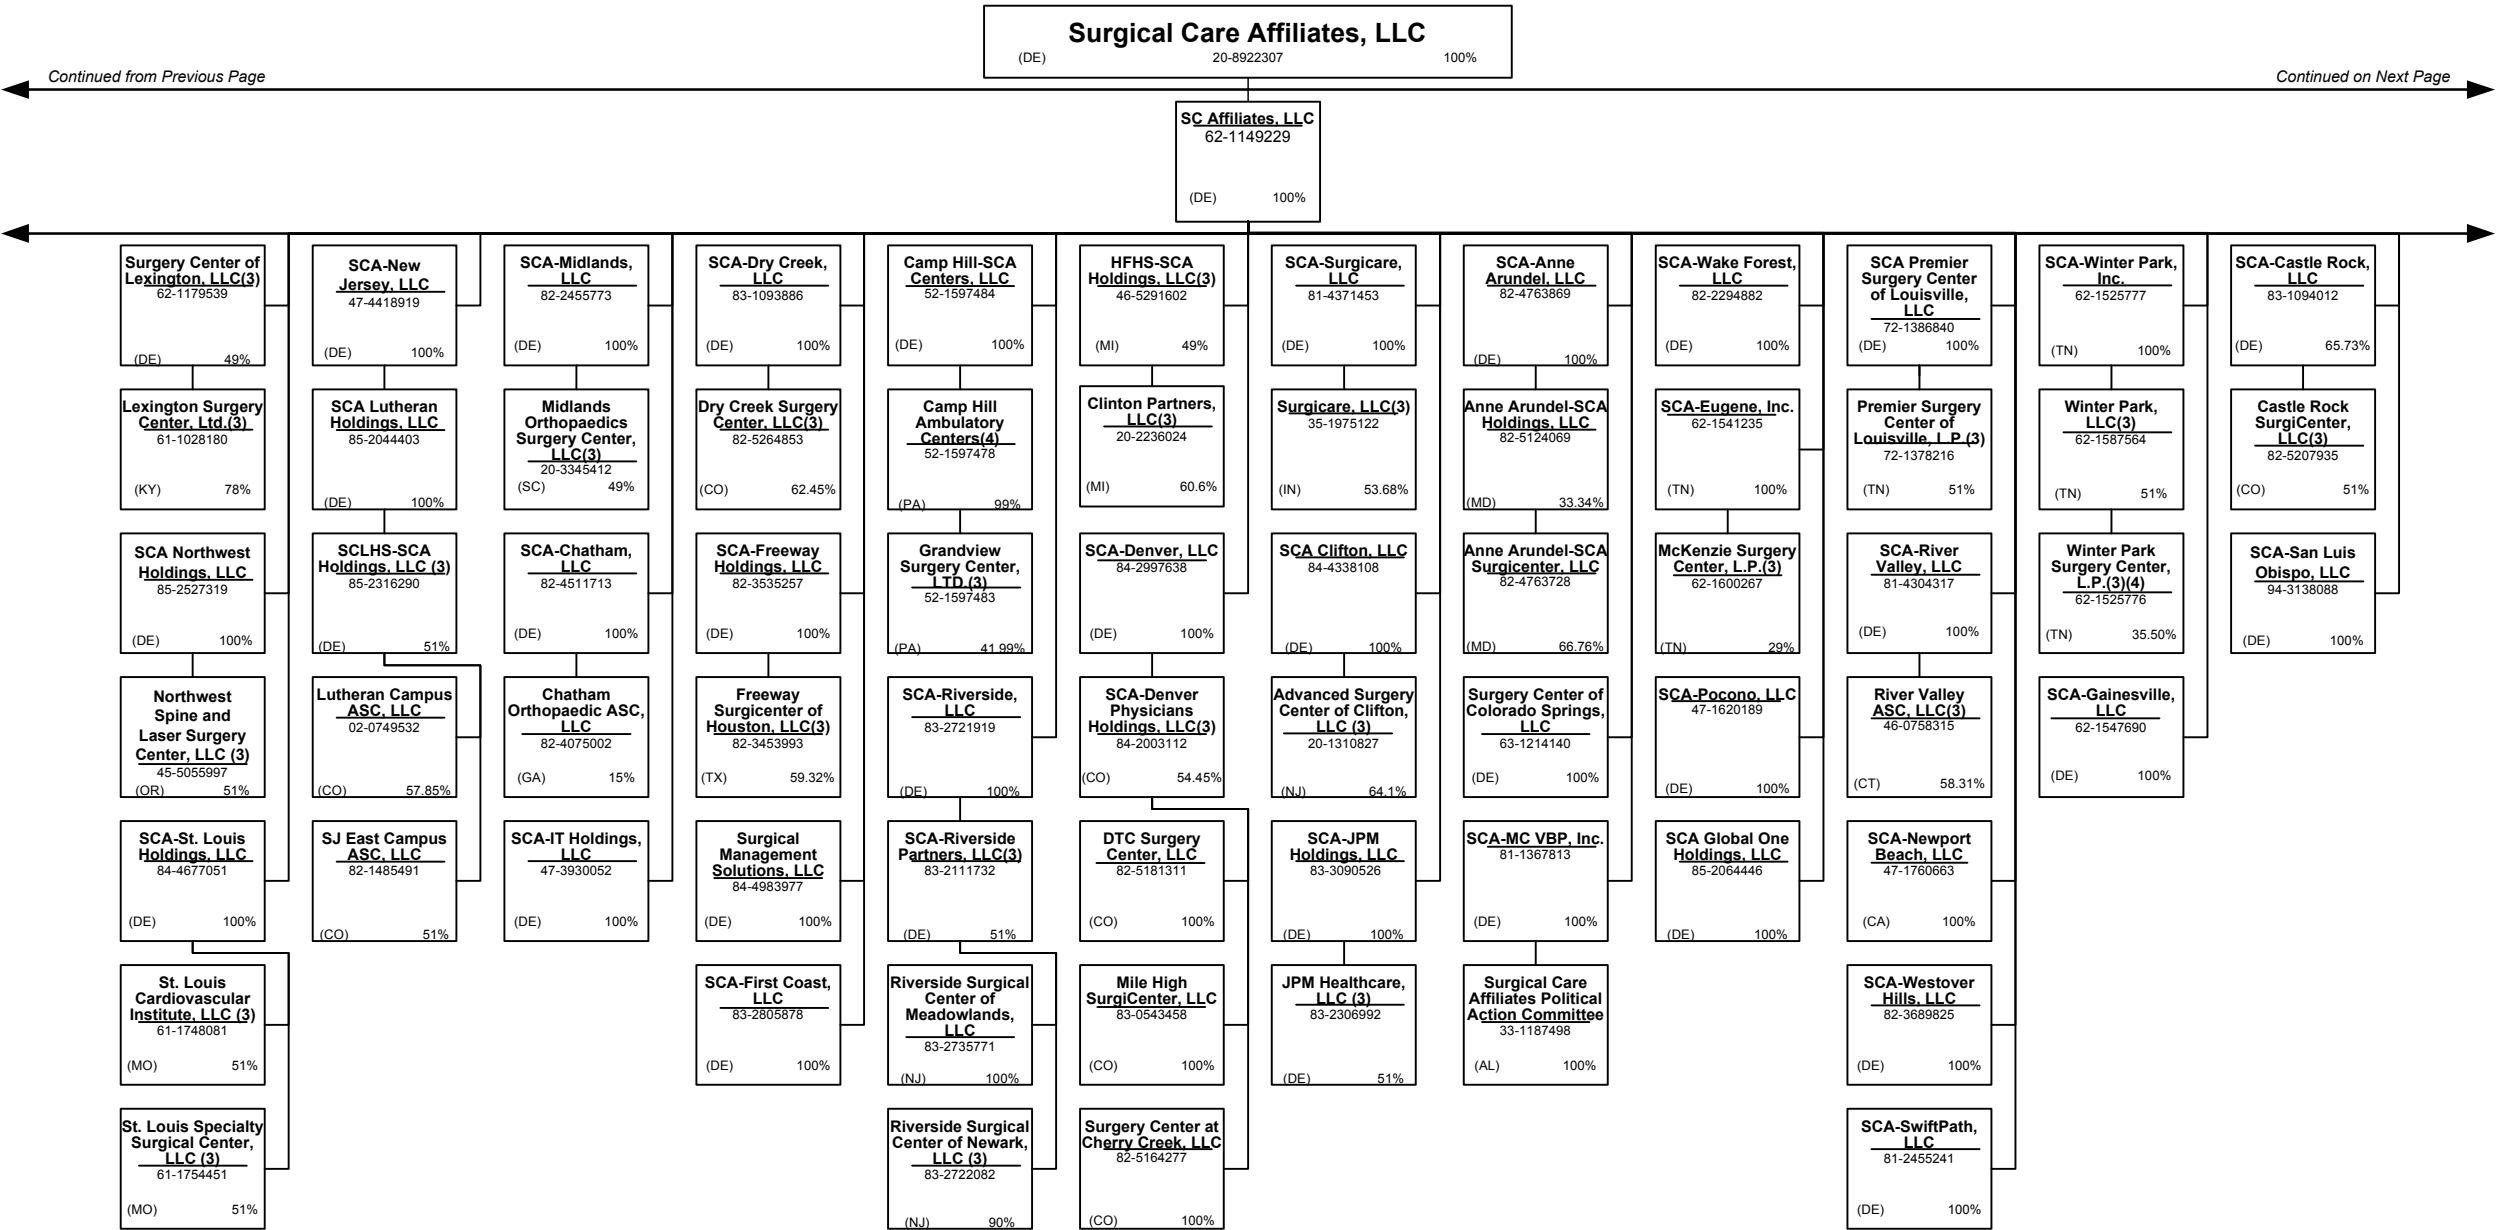 Surgical Care Affiliates, LLC
(DE) 20-8922307 100%
Continued from Previous Page
Continued on Next Page
SC Affiliates, LLC
62-1149229
(DE) 100%
Surgery Center of
Lexington, LLC(3)
62-1179539
(DE) 49%
Lexington Surgery
Center, Ltd.(3)
61-1028180
(KY) 78%
SCA Northwest
Holdings, LLC
85-2527319
(DE) 100%
Northwest
Spine and
Laser Surgery
Center, LLC (3)
45-5055997
(OR) 51%
SCA-St. Louis
Holdings, LLC
84-4677051
(DE) 100%
St. Louis
Cardiovascular
Institute, LLC (3)
61-1748081
(MO) 51%
St. Louis Specialty
Surgical Center,
LLC (3)
61-1754451
(MO) 51%
SCA-New
Jersey, LLC
47-4418919
(DE) 100%
SCA Lutheran
Holdings, LLC
85-2044403
(DE) 100%
SCLHS-SCA
Holdings, LLC (3)
85-2316290
(DE) 51%
Lutheran Campus
ASC, LLC
02-0749532
(CO) 57.85%
SJ East Campus
ASC, LLC
82-1485491
(CO) 51%
SCA-Midlands,
LLC
82-2455773
(DE) 100%
Midlands
Orthopaedics
Surgery Center,
LLC(3)
20-3345412
(SC) 49%
SCA-Chatham,
LLC
82-4511713
(DE) 100%
Chatham
Orthopaedic ASC,
LLC
82-4075002
(GA) 15%
SCA-IT Holdings,
LLC
47-3930052
(DE) 100%
SCA-Dry Creek,
LLC
83-1093886
(DE) 100%
Dry Creek Surgery
Center, LLC(3)
82-5264853
(CO) 62.45%
SCA-Freeway
Holdings, LLC
82-3535257
(DE) 100%
Freeway
Surgicenter of
Houston, LLC(3)
82-3453993
(TX) 59.32%
Surgical
Management
Solutions, LLC
84-4983977
(DE) 100%
SCA-First Coast,
LLC
83-2805878
(DE) 100%
Camp Hill-SCA
Centers, LLC
52-1597484
(DE) 100%
Camp Hill
Ambulatory
Centers(4)
52-1597478
(PA) 99%
Grandview
Surgery Center,
LTD.(3)
52-1597483
(PA) 41.99%
SCA-Riverside,
LLC
83-2721919
(DE) 100%
SCA-Riverside
Partners, LLC(3)
83-2111732
(DE) 51%
Riverside Surgical
Center of
Meadowlands,
LLC
83-2735771
(NJ) 100%
Riverside Surgical
Center of Newark,
LLC (3)
83-2722082
(NJ) 90%
HFHS-SCA
Holdings, LLC(3)
46-5291602
(MI) 49%
Clinton Partners,
LLC(3)
20-2236024
(MI) 60.6%
SCA-Denver, LLC
84-2997638
(DE) 100%
SCA-Denver
Physicians
Holdings, LLC(3)
84-2003112
(CO) 54.45%
DTC Surgery
Center, LLC
82-5181311
(CO) 100%
Mile High
SurgiCenter, LLC
83-0543458
(CO) 100%
Surgery Center at
Cherry Creek, LLC
82-5164277
(CO) 100%
SCA-Surgicare,
LLC
81-4371453
(DE) 100%
Surgicare, LLC(3)
35-1975122
(IN) 53.68%
SCA Clifton, LLC
84-4338108
(DE) 100%
Advanced Surgery
Center of Clifton,
LLC (3)
20-1310827
(NJ) 64.1%
SCA-JPM
Holdings, LLC
83-3090526
(DE) 100%
JPM Healthcare,
LLC (3)
83-2306992
(DE) 51%
SCA-Anne
Arundel, LLC
82-4763869
(DE) 100%
Anne Arundel-SCA
Holdings, LLC
82-5124069
(MD) 33.34%
Anne Arundel-SCA
Surgicenter, LLC
82-4763728
(MD) 66.76%
Surgery Center of
Colorado Springs,
LLC
63-1214140
(DE) 100%
SCA-MC VBP, Inc.
81-1367813
(DE) 100%
Surgical Care
Affiliates Political
Action Committee
33-1187498
(AL) 100%
SCA-Wake Forest,
LLC
82-2294882
(DE) 100%
SCA-Eugene, Inc.
62-1541235
(TN) 100%
McKenzie Surgery
Center, L.P.(3)
62-1600267
(TN) 29%
SCA-Pocono, LLC
47-1620189
(DE) 100%
SCA Global One
Holdings, LLC
85-2064446
(DE) 100%
SCA Premier
Surgery Center
of Louisville,
LLC
72-1386840
(DE) 100%
Premier Surgery
Center of
Louisville, L.P.(3)
72-1378216
(TN) 51%
SCA-River
Valley, LLC
81-4304317
(DE) 100%
River Valley
ASC, LLC(3)
46-0758315
(CT) 58.31%
SCA-Newport
Beach, LLC
47-1760663
(CA) 100%
SCA-Westover
Hills, LLC
82-3689825
(DE) 100%
SCA-SwiftPath,
LLC
81-2455241
(DE) 100%
SCA-Winter Park,
Inc.
62-1525777
(TN) 100%
Winter Park,
LLC(3)
62-1587564
(TN) 51%
Winter Park
Surgery Center,
L.P.(3)(4)
62-1525776
(TN) 35.50%
SCA-Gainesville,
LLC
62-1547690
(DE) 100%
SCA-Castle Rock,
LLC
83-1094012
(DE) 65.73%
Castle Rock
SurgiCenter,
LLC(3)
82-5207935
(CO) 51%
SCA-San Luis
Obispo, LLC
94-3138088
(DE) 100%